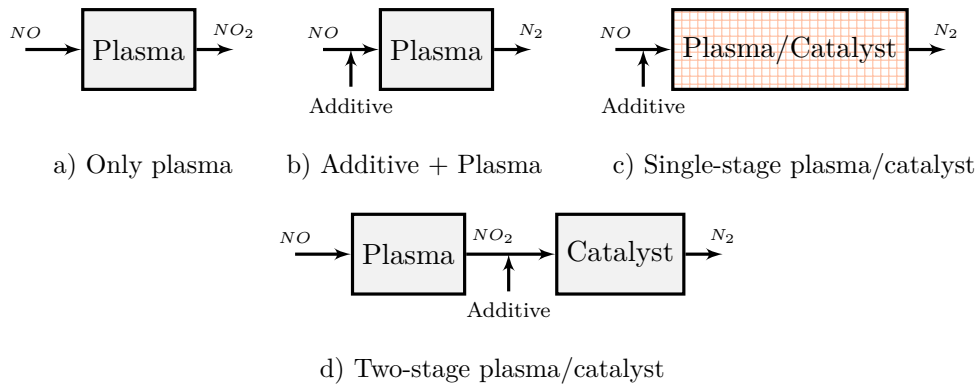 NO Plasma NO₂
NO Plasma N₂
Additive
NO Plasma/Catalyst N₂
Additive
a) Only plasma
b) Additive + Plasma
c) Single-stage plasma/catalyst
NO Plasma NO₂ Catalyst N₂
Additive
d) Two-stage plasma/catalyst